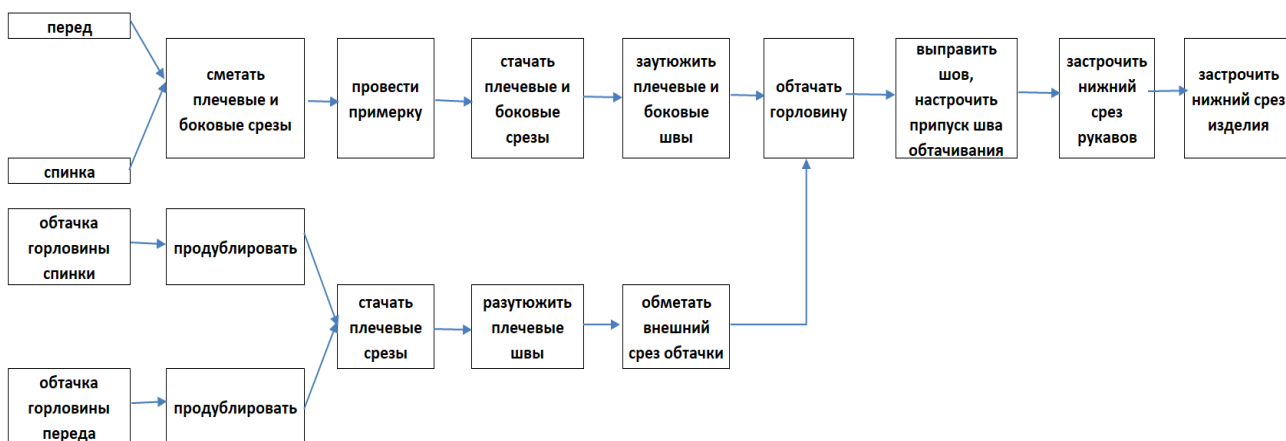 перед
сметать
плечевые и
боковые срезы
провести
примерку
стачать
плечевые и
боковые
срезы
заутюжить
плечевые и
боковые
швы
обтачать
горловину
выправить
шов,
настрочить
припуск шва
обтачивания
застрочить
нижний
срез
рукавов
застрочить
нижний срез
изделия
спинка
обтачка
горловины
спинки
продублировать
стачать
плечевые
срезы
разутюжить
плечевые
швы
обметать
внешний
срез обтачки
обтачка
горловины
переда
продублировать